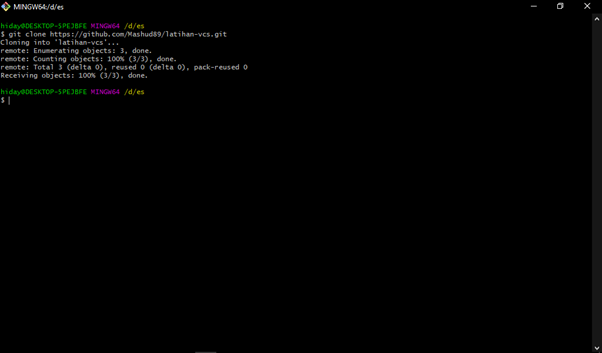 MINGW64:/d/es
hiday@DESKTOP-5PEJBFE MINGW64 /d/es
$ git clone https://github.com/Mashud89/latihan-vcs.git
Cloning into 'latihan-vcs'...
remote: Enumerating objects: 3, done.
remote: Counting objects: 100% (3/3), done.
remote: Total 3 (delta 0), reused 0 (delta 0), pack-reused 0
Receiving objects: 100% (3/3), done.
hiday@DESKTOP-5PEJBFE MINGW64 /d/es
$